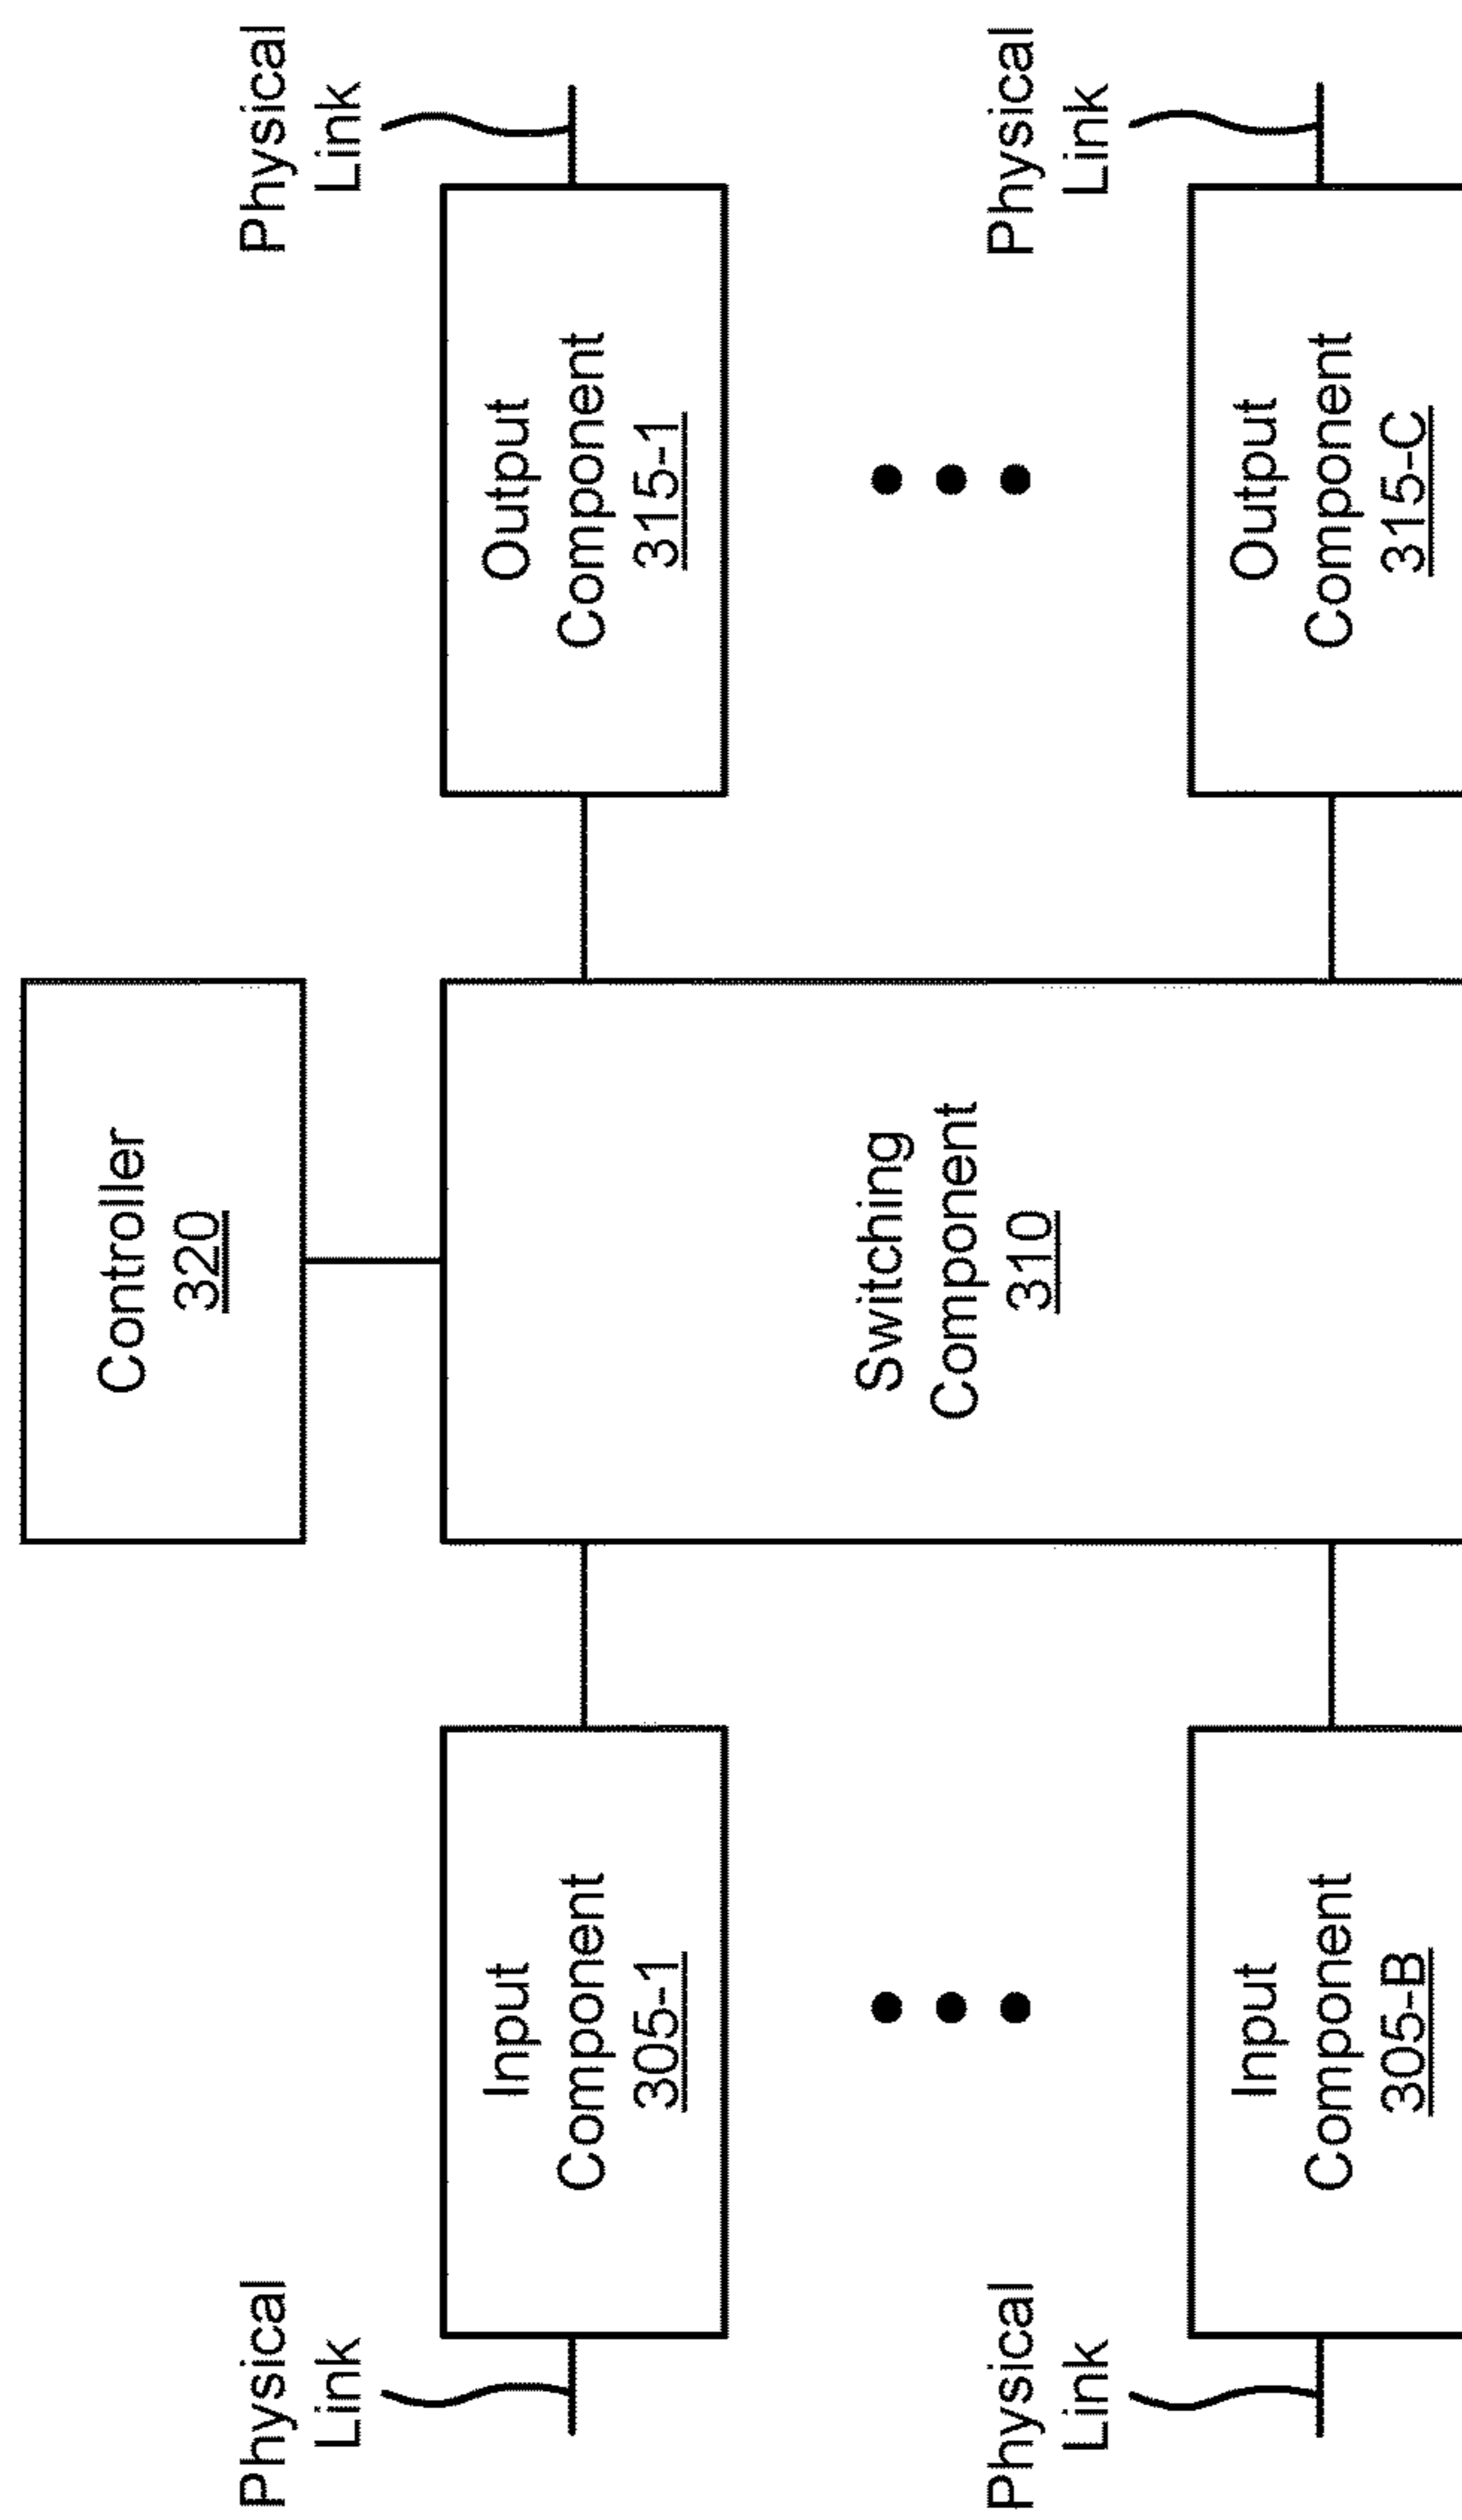 Controller
320
Physical
Link
Input
Component
305-1
Switching
Component
310
Output
Component
315-1
Physical
Link
Physical
Link
Input
Component
305-B
Output
Component
315-C
Physical
Link